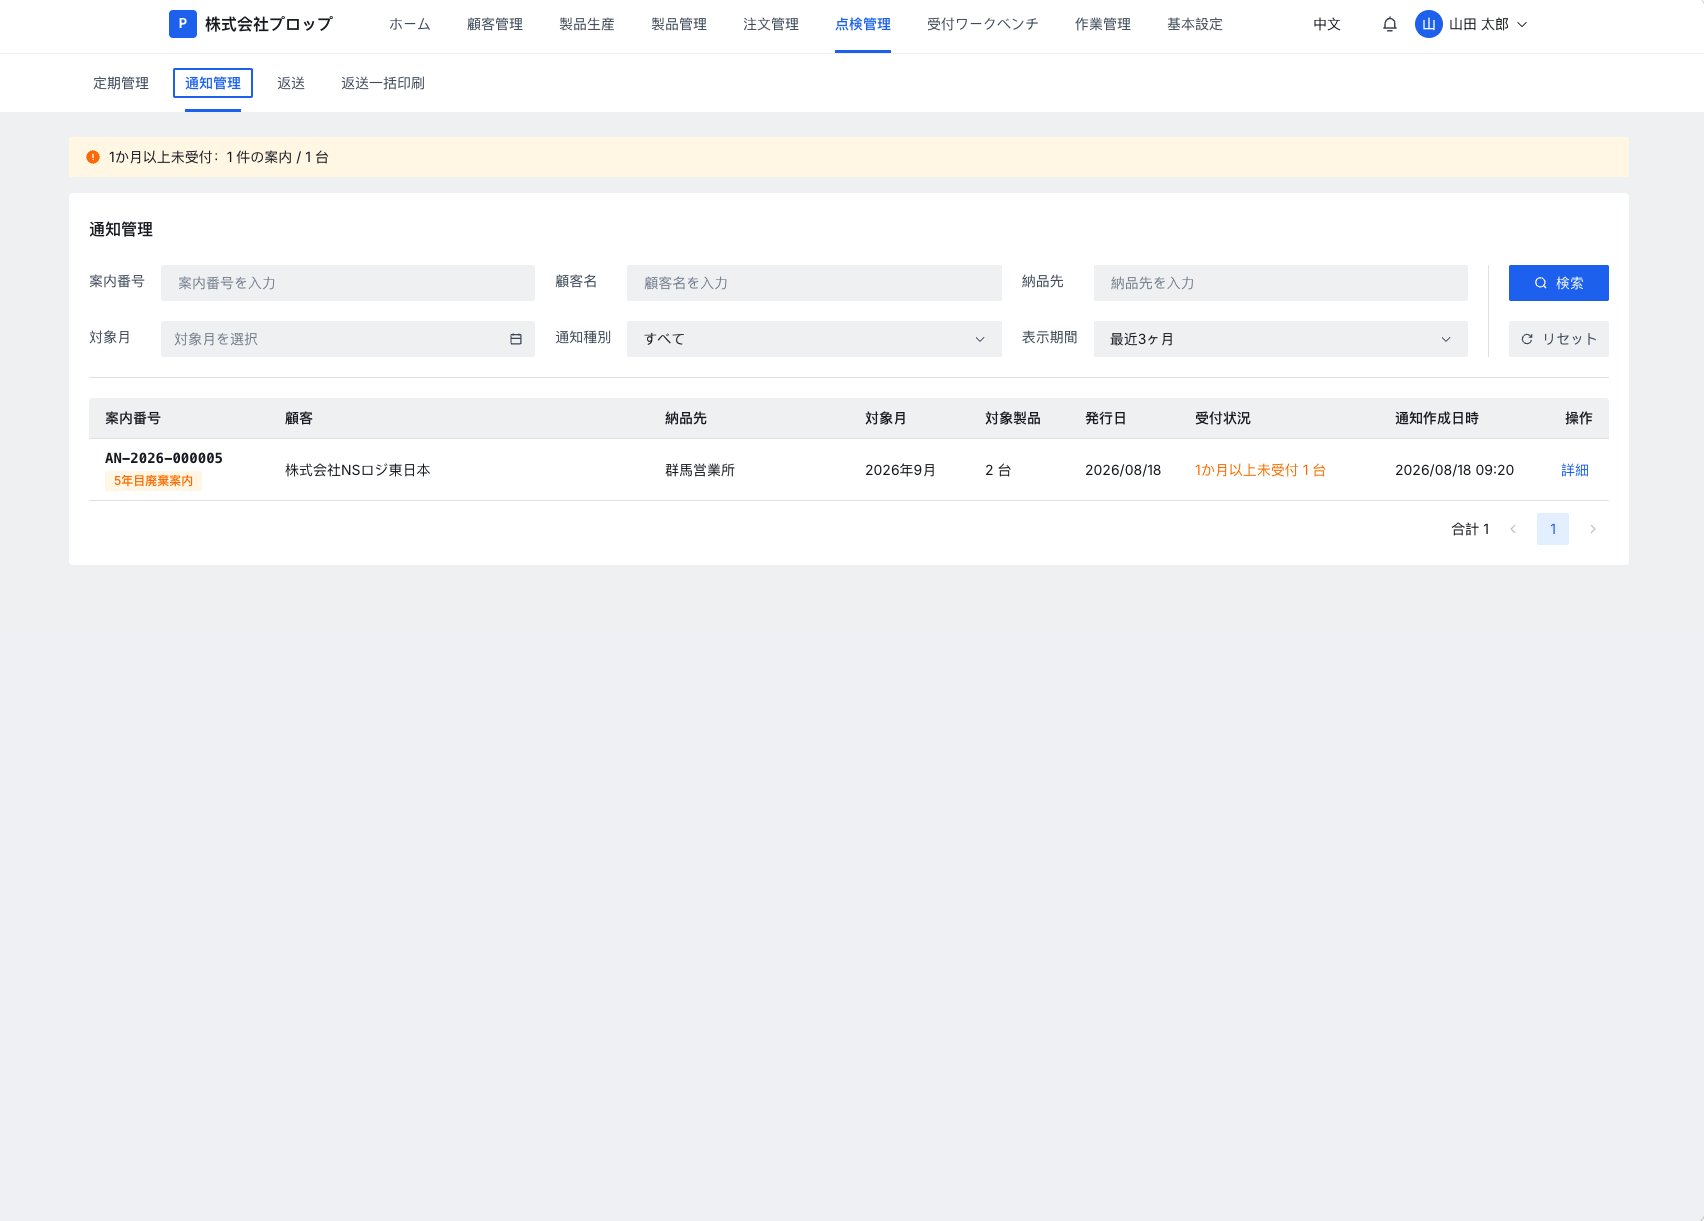 P 株式会社プロップ ホーム 顧客管理 製品生産 製品管理 注文管理 点検管理 受付ワークベンチ 作業管理 基本設定 中文 山 山田 太郎
定期管理 通知管理 返送 返送一括印刷
1か月以上未受付: 1 件の案内 / 1 台
通知管理
案内番号 案内番号を入力 顧客名 顧客名を入力 納品先 納品先を入力 検索
対象月 対象月を選択 通知種別 すべて 表示期間 最近3ヶ月 リセット
案内番号 顧客 納品先 対象月 対象製品 発行日 受付状況 通知作成日時 操作
AN-2026-000005
5年目廃棄案内
株式会社NSロジ東日本 群馬営業所 2026年9月 2 台 2026/08/18 1か月以上未受付 1 台 2026/08/18 09:20 詳細
合計 1 1